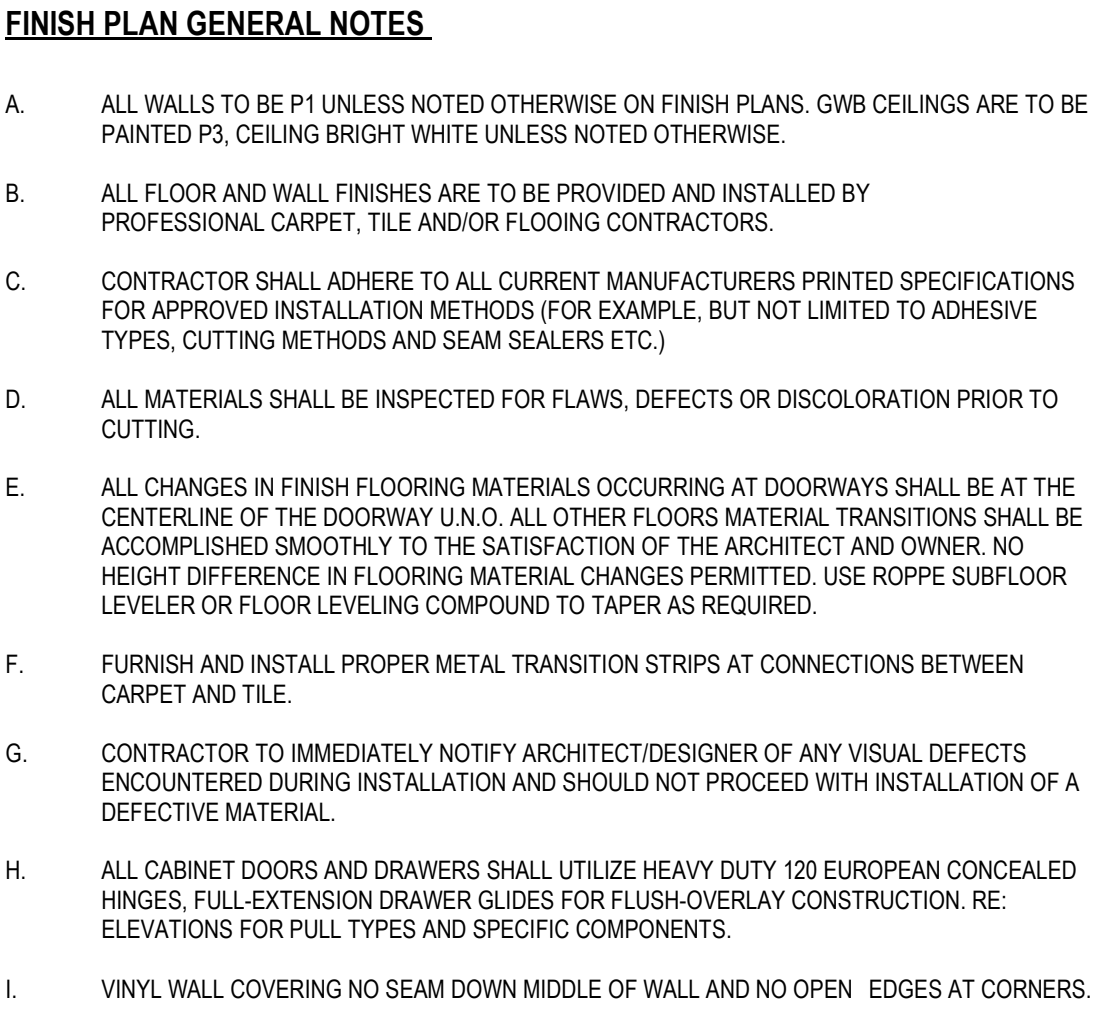 FINISH PLAN GENERAL NOTES
A. ALL WALLS TO BE P1 UNLESS NOTED OTHERWISE ON FINISH PLANS. GWB CEILINGS ARE TO BE
PAINTED P3, CEILING BRIGHT WHITE UNLESS NOTED OTHERWISE.
B. ALL FLOOR AND WALL FINISHES ARE TO BE PROVIDED AND INSTALLED BY
PROFESSIONAL CARPET, TILE AND/OR FLOOING CONTRACTORS.
C. CONTRACTOR SHALL ADHERE TO ALL CURRENT MANUFACTURERS PRINTED SPECIFICATIONS
FOR APPROVED INSTALLATION METHODS (FOR EXAMPLE, BUT NOT LIMITED TO ADHESIVE
TYPES, CUTTING METHODS AND SEAM SEALERS ETC.)
D. ALL MATERIALS SHALL BE INSPECTED FOR FLAWS, DEFECTS OR DISCOLORATION PRIOR TO
CUTTING.
E. ALL CHANGES IN FINISH FLOORING MATERIALS OCCURRING AT DOORWAYS SHALL BE AT THE
CENTERLINE OF THE DOORWAY U.N.O. ALL OTHER FLOORS MATERIAL TRANSITIONS SHALL BE
ACCOMPLISHED SMOOTHLY TO THE SATISFACTION OF THE ARCHITECT AND OWNER. NO
HEIGHT DIFFERENCE IN FLOORING MATERIAL CHANGES PERMITTED. USE ROPPE SUBFLOOR
LEVELER OR FLOOR LEVELING COMPOUND TO TAPER AS REQUIRED.
F. FURNISH AND INSTALL PROPER METAL TRANSITION STRIPS AT CONNECTIONS BETWEEN
CARPET AND TILE.
G. CONTRACTOR TO IMMEDIATELY NOTIFY ARCHITECT/DESIGNER OF ANY VISUAL DEFECTS
ENCOUNTERED DURING INSTALLATION AND SHOULD NOT PROCEED WITH INSTALLATION OF A
DEFECTIVE MATERIAL.
H. ALL CABINET DOORS AND DRAWERS SHALL UTILIZE HEAVY DUTY 120 EUROPEAN CONCEALED
HINGES, FULL-EXTENSION DRAWER GLIDES FOR FLUSH-OVERLAY CONSTRUCTION. RE:
ELEVATIONS FOR PULL TYPES AND SPECIFIC COMPONENTS.
I. VINYL WALL COVERING NO SEAM DOWN MIDDLE OF WALL AND NO OPEN EDGES AT CORNERS.